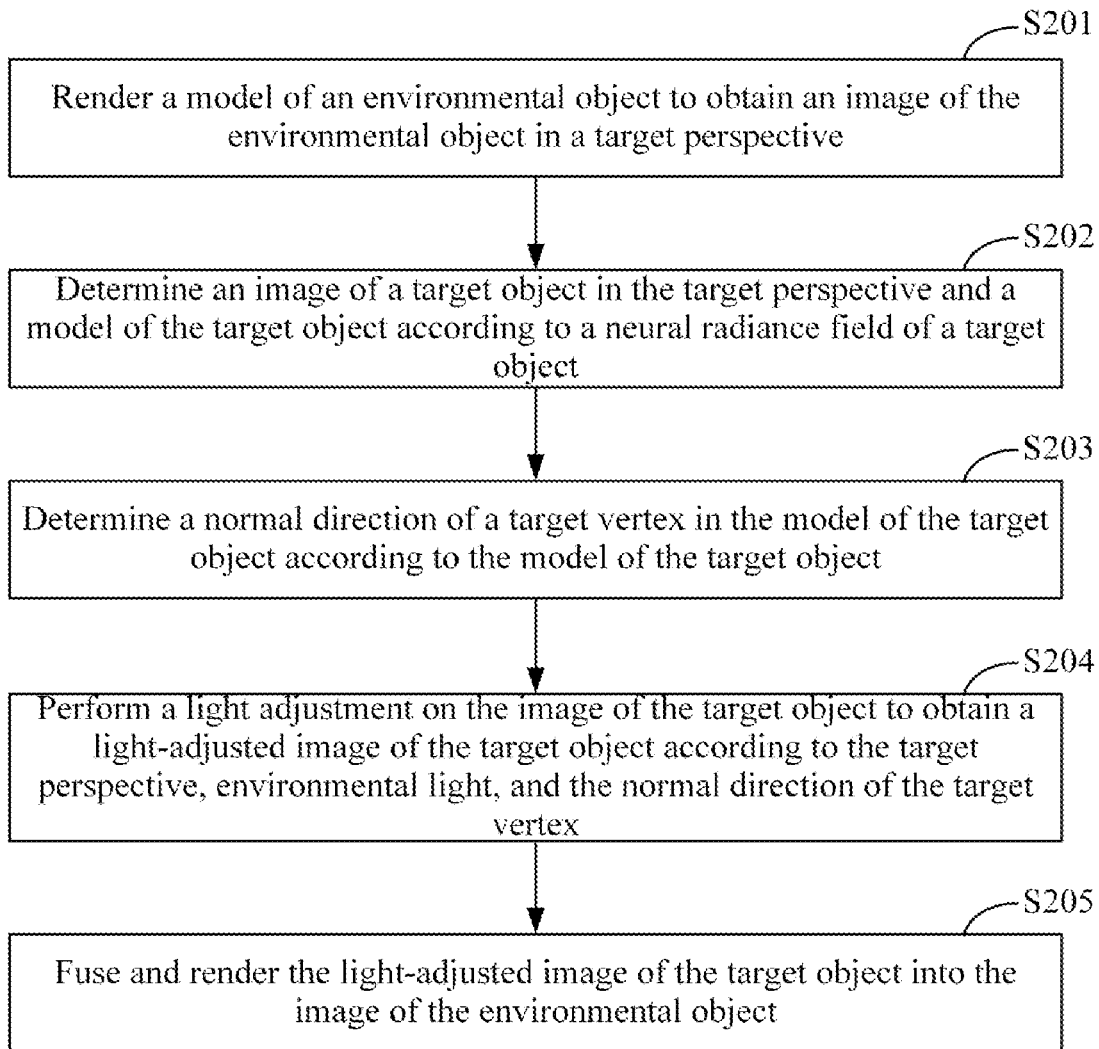 S201
Render a model of an environmental object to obtain an image of the
environmental object in a target perspective
S202
Determine an image of a target object in the target perspective and a
model of the target object according to a neural radiance field of a target
object
S203
Determine a normal direction of a target vertex in the model of the target
object according to the model of the target object
S204
Perform a light adjustment on the image of the target object to obtain a
light-adjusted image of the target object according to the target
perspective, environmental light, and the normal direction of the target
vertex
S205
Fuse and render the light-adjusted image of the target object into the
image of the environmental object